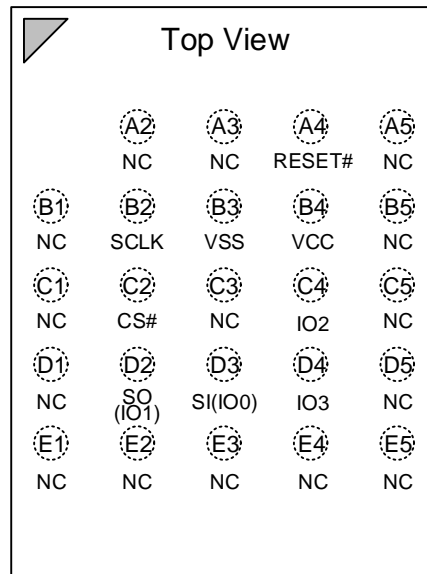 Top View
A2 A3 A4 A5
NC NC RESET# NC
B1 B2 B3 B4 B5
NC SCLK VSS VCC NC
C1 C2 C3 C4 C5
NC CS# NC IO2 NC
D1 D2 D3 D4 D5
NC SO SI(IO0) IO3 NC
(IO1)
E1 E2 E3 E4 E5
NC NC NC NC NC